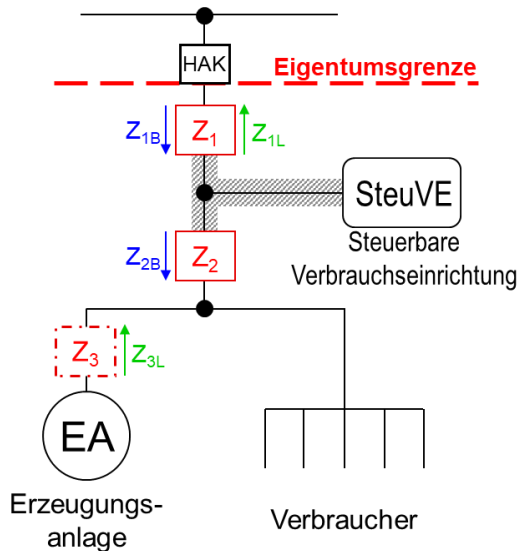 HAK
Eigentumsgrenze
Z1B
Z1
Z1L
SteuVE
Steuerbare
Verbrauchseinrichtung
Z2B
Z2
Z3
Z3L
EA
Erzeugungs-
anlage
Verbraucher